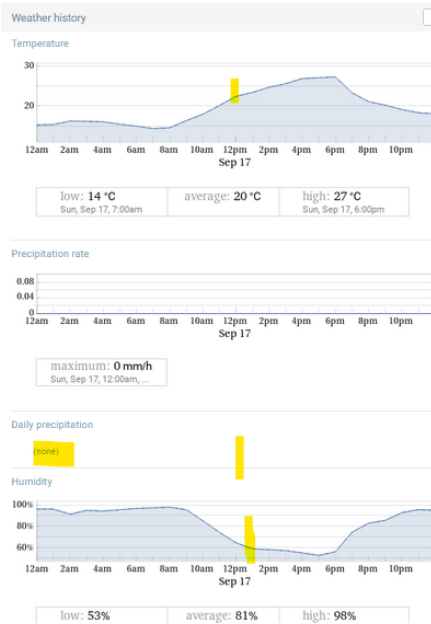 Weather history
Temperature
30
20
12am 2am 4am 6am 8am 10am 12pm 2pm 4pm 6pm 8pm 10pm
Sep 17
low: 14 °C average: 20 °C high: 27 °C
Sun, Sep 17, 7:00am Sun, Sep 17, 6:00pm
Precipitation rate
0.08
0.04
0
12am 2am 4am 6am 8am 10am 12pm 2pm 4pm 6pm 8pm 10pm
Sep 17
maximum: 0 mm/h
Sun, Sep 17, 12:00am, ...
Daily precipitation
(none)
Humidity
100%
80%
60%
12am 2am 4am 6am 8am 10am 12pm 2pm 4pm 6pm 8pm 10pm
Sep 17
low: 53% average: 81% high: 98%